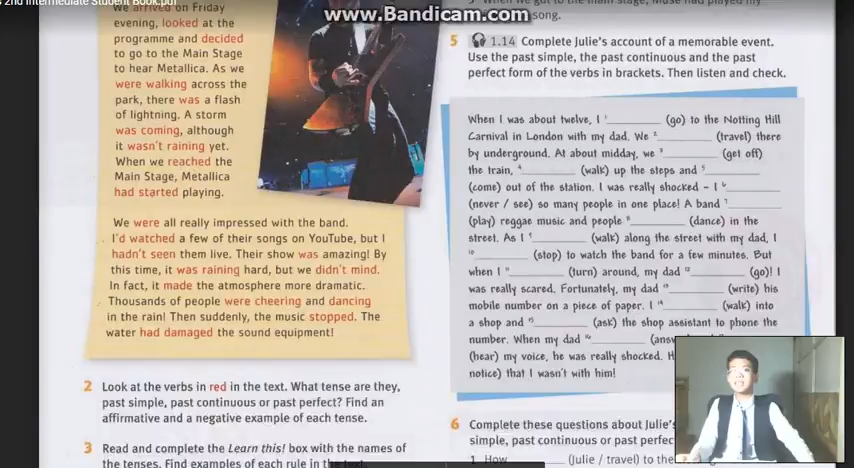 s 2nd Intermediate Student Book.pdf
www.Bandicam.com
We arrived on Friday
evening, looked at the
programme and decided
to go to the Main Stage
to hear Metallica. As we
were walking across the
park, there was a flash
of lightning. A storm
was coming, although
it wasn't raining yet.
When we reached the
Main Stage, Metallica
had started playing.
We were all really impressed with the band.
I'd watched a few of their songs on YouTube, but I
hadn't seen them live. Their show was amazing! By
this time, it was raining hard, but we didn't mind.
In fact, it made the atmosphere more dramatic.
Thousands of people were cheering and dancing
in the rain! Then suddenly, the music stopped. The
water had damaged the sound equipment!
2 Look at the verbs in red in the text. What tense are they,
past simple, past continuous or past perfect? Find an
affirmative and a negative example of each tense.
3 Read and complete the Learn this! box with the names of
the tenses. Find examples of each rule in the text.
song.
5 1.14 Complete Julie's account of a memorable event.
Use the past simple, the past continuous and the past
perfect form of the verbs in brackets. Then listen and check.
When I was about twelve, I 1________ (go) to the Notting Hill
Carnival in London with my dad. We 2________ (travel) there
by underground. At about midday, we 3________ (get off)
the train, 4________ (walk) up the steps and 5________
(come) out of the station. I was really shocked – I 6________
(never / see) so many people in one place! A band 7________
(play) reggae music and people 8________ (dance) in the
street. As I 9________ (walk) along the street with my dad, I
10________ (stop) to watch the band for a few minutes. But
when I 11________ (turn) around, my dad 12________ (go)! I
was really scared. Fortunately, my dad 13________ (write) his
mobile number on a piece of paper. I 14________ (walk) into
a shop and 15________ (ask) the shop assistant to phone the
number. When my dad 16________
(hear) my voice, he was really shocked.
notice) that I wasn't with him!
6 Complete these questions about Julie's
simple, past continuous or past perfec
1 How ________ (Julie / travel) to the